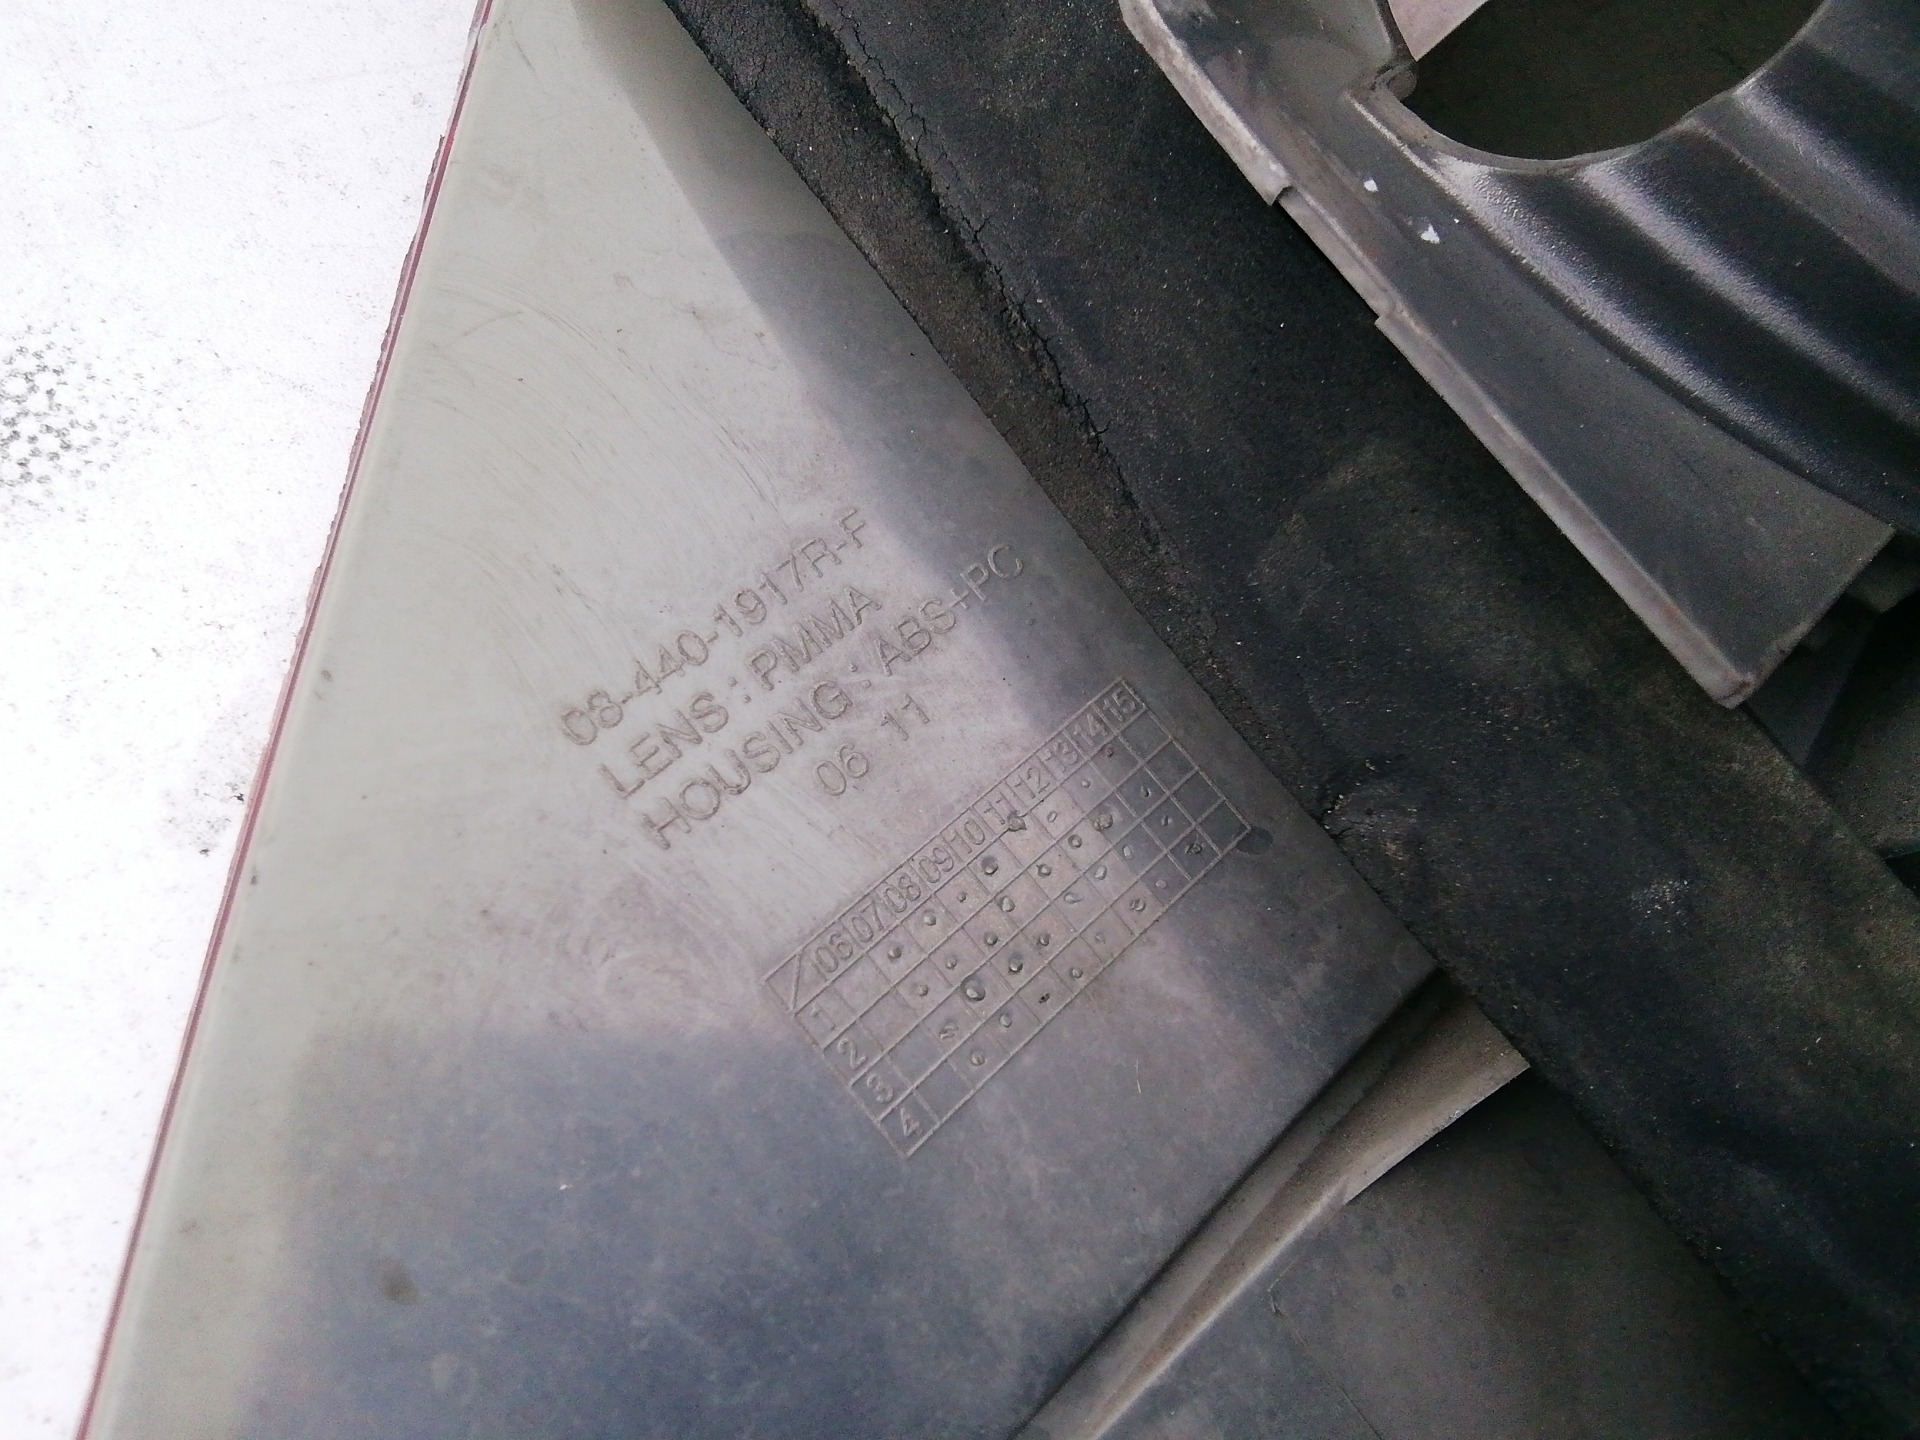 08-440-1917R-F
LENS : PMMA
HOUSING : ABS+PC
06 11
06 07 08 09 10 11 12 13 14 15
1
2
3
4